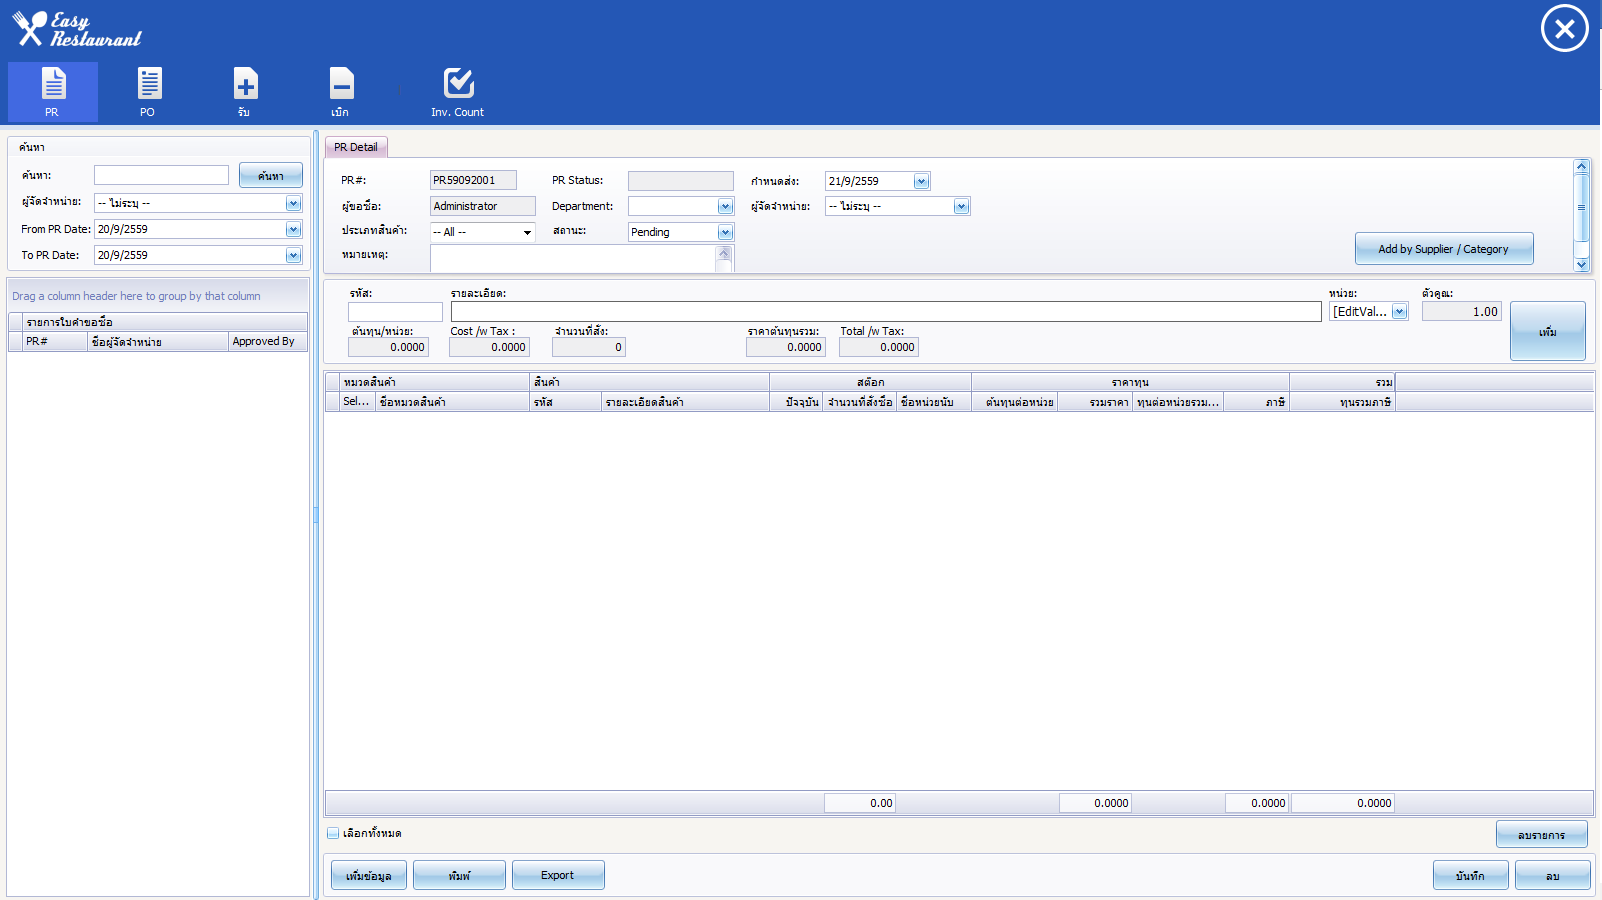 Easy
Restaurant
PR
PO
รับ
เบิก
Inv. Count
ค้นหา
ค้นหา:
ค้นหา
ผู้จัดจำหน่าย:
-- ไม่ระบุ --
From PR Date:
20/9/2559
To PR Date:
20/9/2559
Drag a column header here to group by that column
รายการใบคำขอซื้อ
PR#
ชื่อผู้จัดจำหน่าย
Approved By
PR Detail
PR#:
PR59092001
PR Status:
กำหนดส่ง:
21/9/2559
ผู้ขอซื้อ:
Administrator
Department:
ผู้จัดจำหน่าย:
-- ไม่ระบุ --
ประเภทสินค้า:
-- All --
สถานะ:
Pending
หมายเหตุ:
Add by Supplier / Category
รหัส:
รายละเอียด:
หน่วย:
ตัวคูณ:
[EditVal...
1.00
เพิ่ม
ต้นทุน/หน่วย:
Cost /w Tax :
จำนวนที่สั่ง:
ราคาต้นทุนรวม:
Total /w Tax:
0.0000
0.0000
0
0.0000
0.0000
หมวดสินค้า
สินค้า
สต๊อก
ราคาทุน
รวม
Sel...
ชื่อหมวดสินค้า
รหัส
รายละเอียดสินค้า
ปัจจุบัน
จำนวนที่สั่งซื้อ
ชื่อหน่วยนับ
ต้นทุนต่อหน่วย
รวมราคา
ทุนต่อหน่วยรวม...
ภาษี
ทุนรวมภาษี
0.00
0.0000
0.0000
0.0000
เลือกทั้งหมด
ลบรายการ
เพิ่มข้อมูล
พิมพ์
Export
บันทึก
ลบ